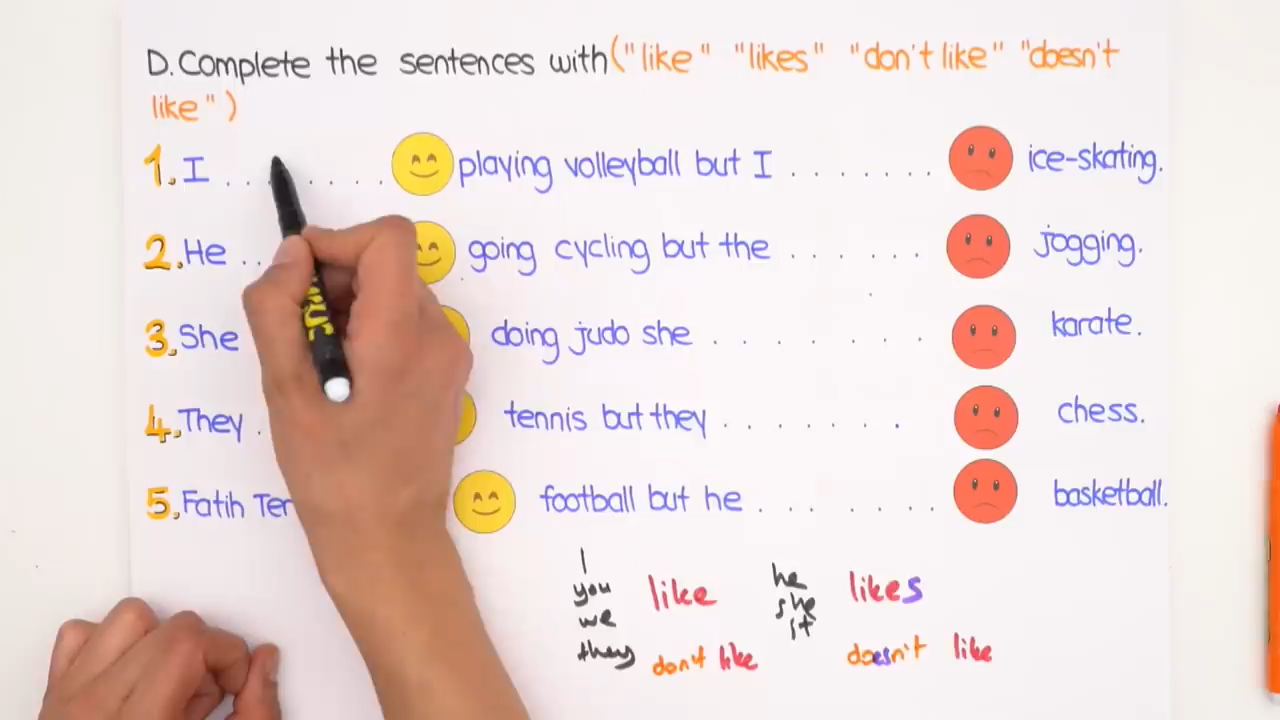 D. Complete the sentences with ("like" "likes" "don't like" "doesn't
like")
1. I ......... playing volleyball but I ....... ice-skating.
2. He ... going cycling but the ...... jogging.
3. She doing judo she ...... karate.
4. They . tennis but they ....... chess.
5. Fatih football but he ...... basketball.
I
you
we
they
like
don't like
he
she
it
likes
doesn't like